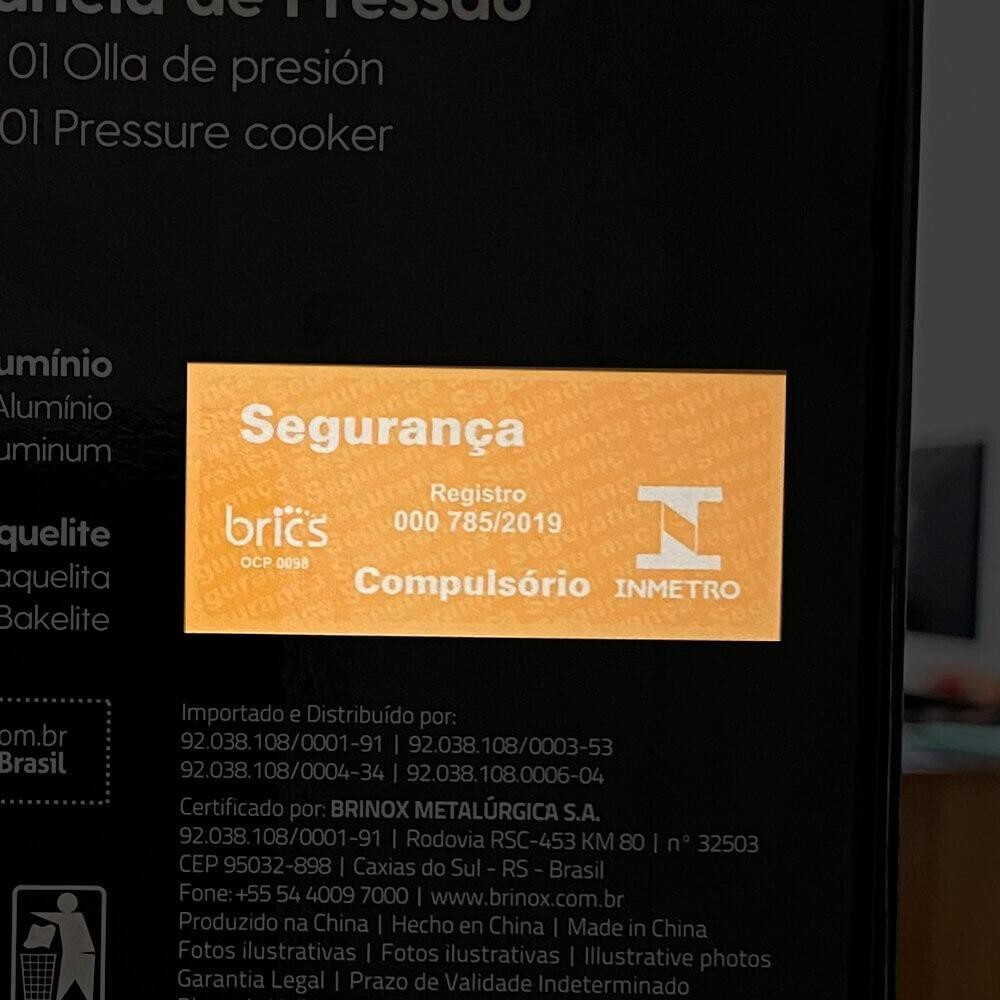 de Pressão
01 Olla de presión
01 Pressure cooker
Alumínio
Aluminum
Bakelite
om.br
Brasil
Segurança
Registro
000 785/2019
brics
OCP 0098
Compulsório
INMETRO
Importado e Distribuído por:
92.038.108/0001-91 | 92.038.108/0003-53
92.038.108/0004-34 | 92.038.108.0006-04
Certificado por: BRINOX METALÚRGICA S.A.
92.038.108/0001-91 | Rodovia RSC-453 KM 80 | n° 32503
CEP 95032-898 | Caxias do Sul - RS - Brasil
Fone:+55 54 4009 7000 | www.brinox.com.br
Produzido na China | Hecho en China | Made in China
Fotos ilustrativas | Fotos ilustrativas | Illustrative photos
Garantia Legal | Prazo de Validade Indeterminado